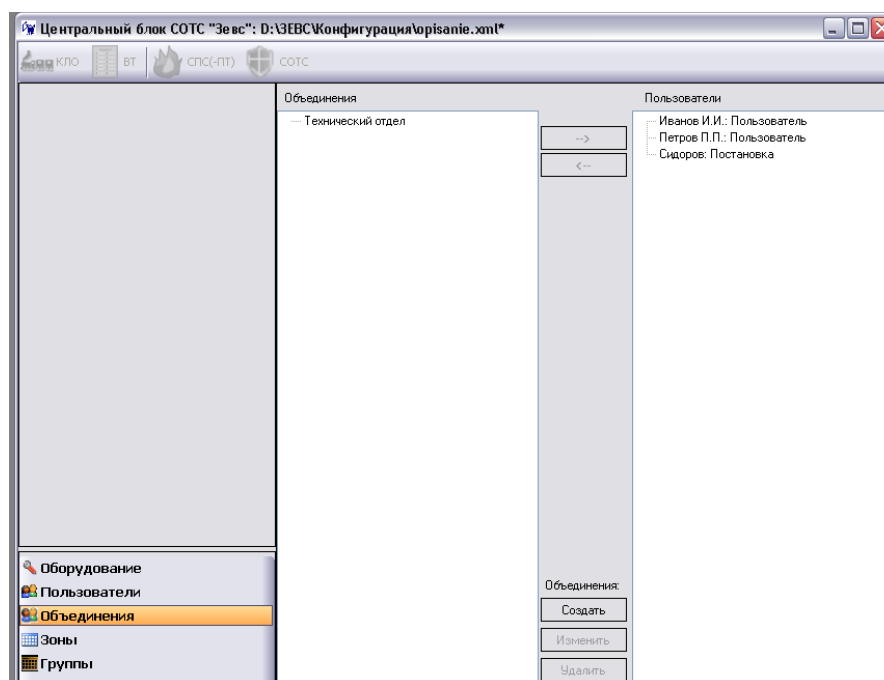 Центральный блок СОТС "Зевс": D:\ЗЕВС\Конфигурация\opisanie.xml*
КЛО ВТ СПС(-ПТ) СОТС
Объединения
Технический отдел
-->
<--
Пользователи
Иванов И.И.: Пользователь
Петров П.П.: Пользователь
Сидоров: Постановка
Оборудование
Пользователи
Объединения
Зоны
Группы
Объединения:
Создать
Изменить
Удалить